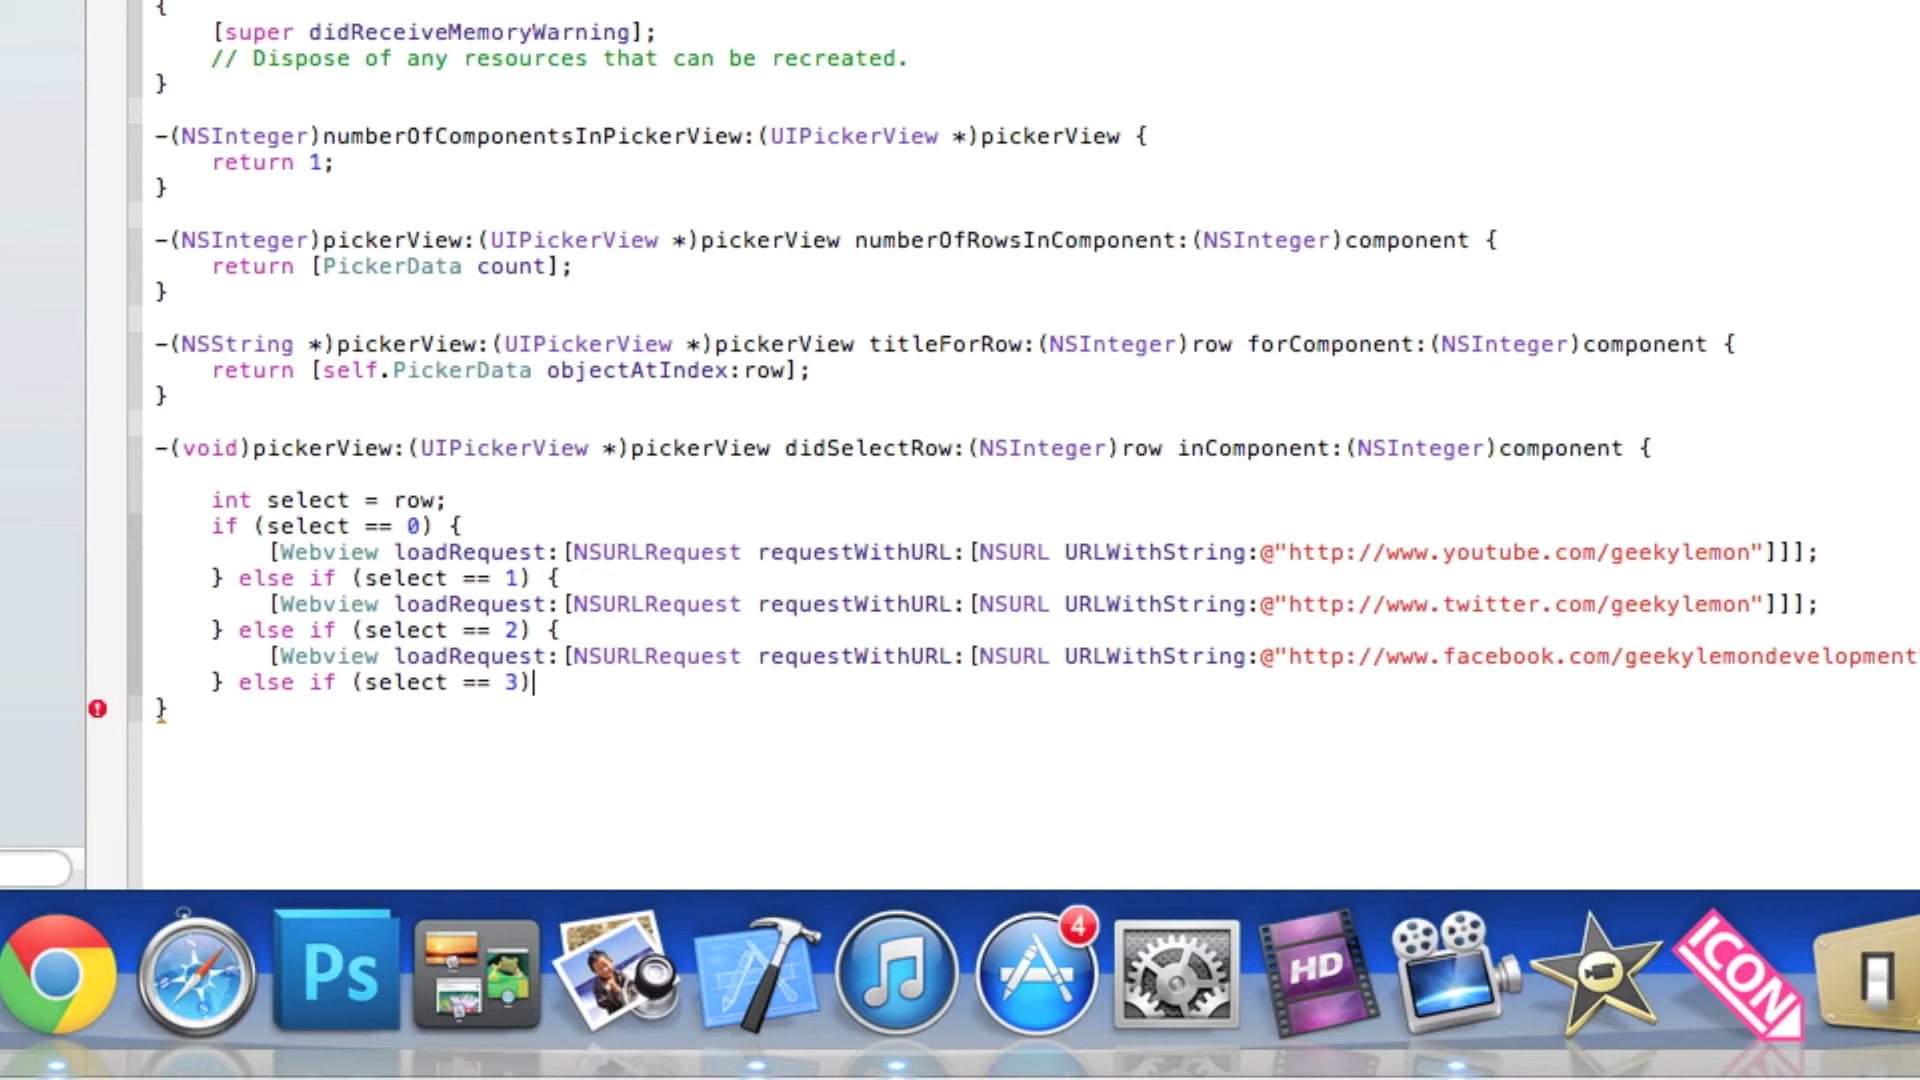 {
[super didReceiveMemoryWarning];
// Dispose of any resources that can be recreated.
}
-(NSInteger)numberOfComponentsInPickerView:(UIPickerView *)pickerView {
return 1;
}
-(NSInteger)pickerView:(UIPickerView *)pickerView numberOfRowsInComponent:(NSInteger)component {
return [PickerData count];
}
-(NSString *)pickerView:(UIPickerView *)pickerView titleForRow:(NSInteger)row forComponent:(NSInteger)component {
return [self.PickerData objectAtIndex:row];
}
-(void)pickerView:(UIPickerView *)pickerView didSelectRow:(NSInteger)row inComponent:(NSInteger)component {
int select = row;
if (select == 0) {
[Webview loadRequest:[NSURLRequest requestWithURL:[NSURL URLWithString:@"http://www.youtube.com/geekylemon"]]];
} else if (select == 1) {
[Webview loadRequest:[NSURLRequest requestWithURL:[NSURL URLWithString:@"http://www.twitter.com/geekylemon"]]];
} else if (select == 2) {
[Webview loadRequest:[NSURLRequest requestWithURL:[NSURL URLWithString:@"http://www.facebook.com/geekylemondevelopment"
} else if (select == 3)
}
Ps
4
HD
ICON